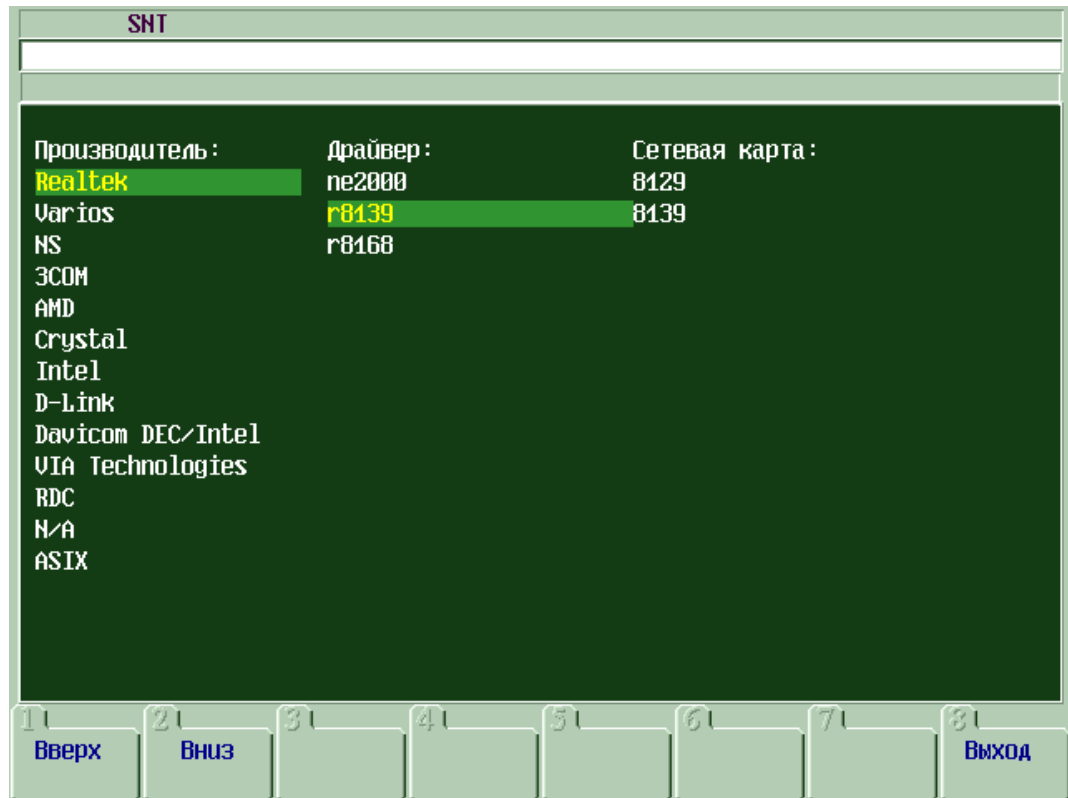 SNT
Производитель: Драйвер: Сетевая карта:
Realtek ne2000 8129
Varios r8139 8139
NS r8168
3COM
AMD
Crystal
Intel
D-Link
Davicom DEC/Intel
VIA Technologies
RDC
N/A
ASIX
1 2 3 4 5 6 7 8
Вверх Вниз Выход